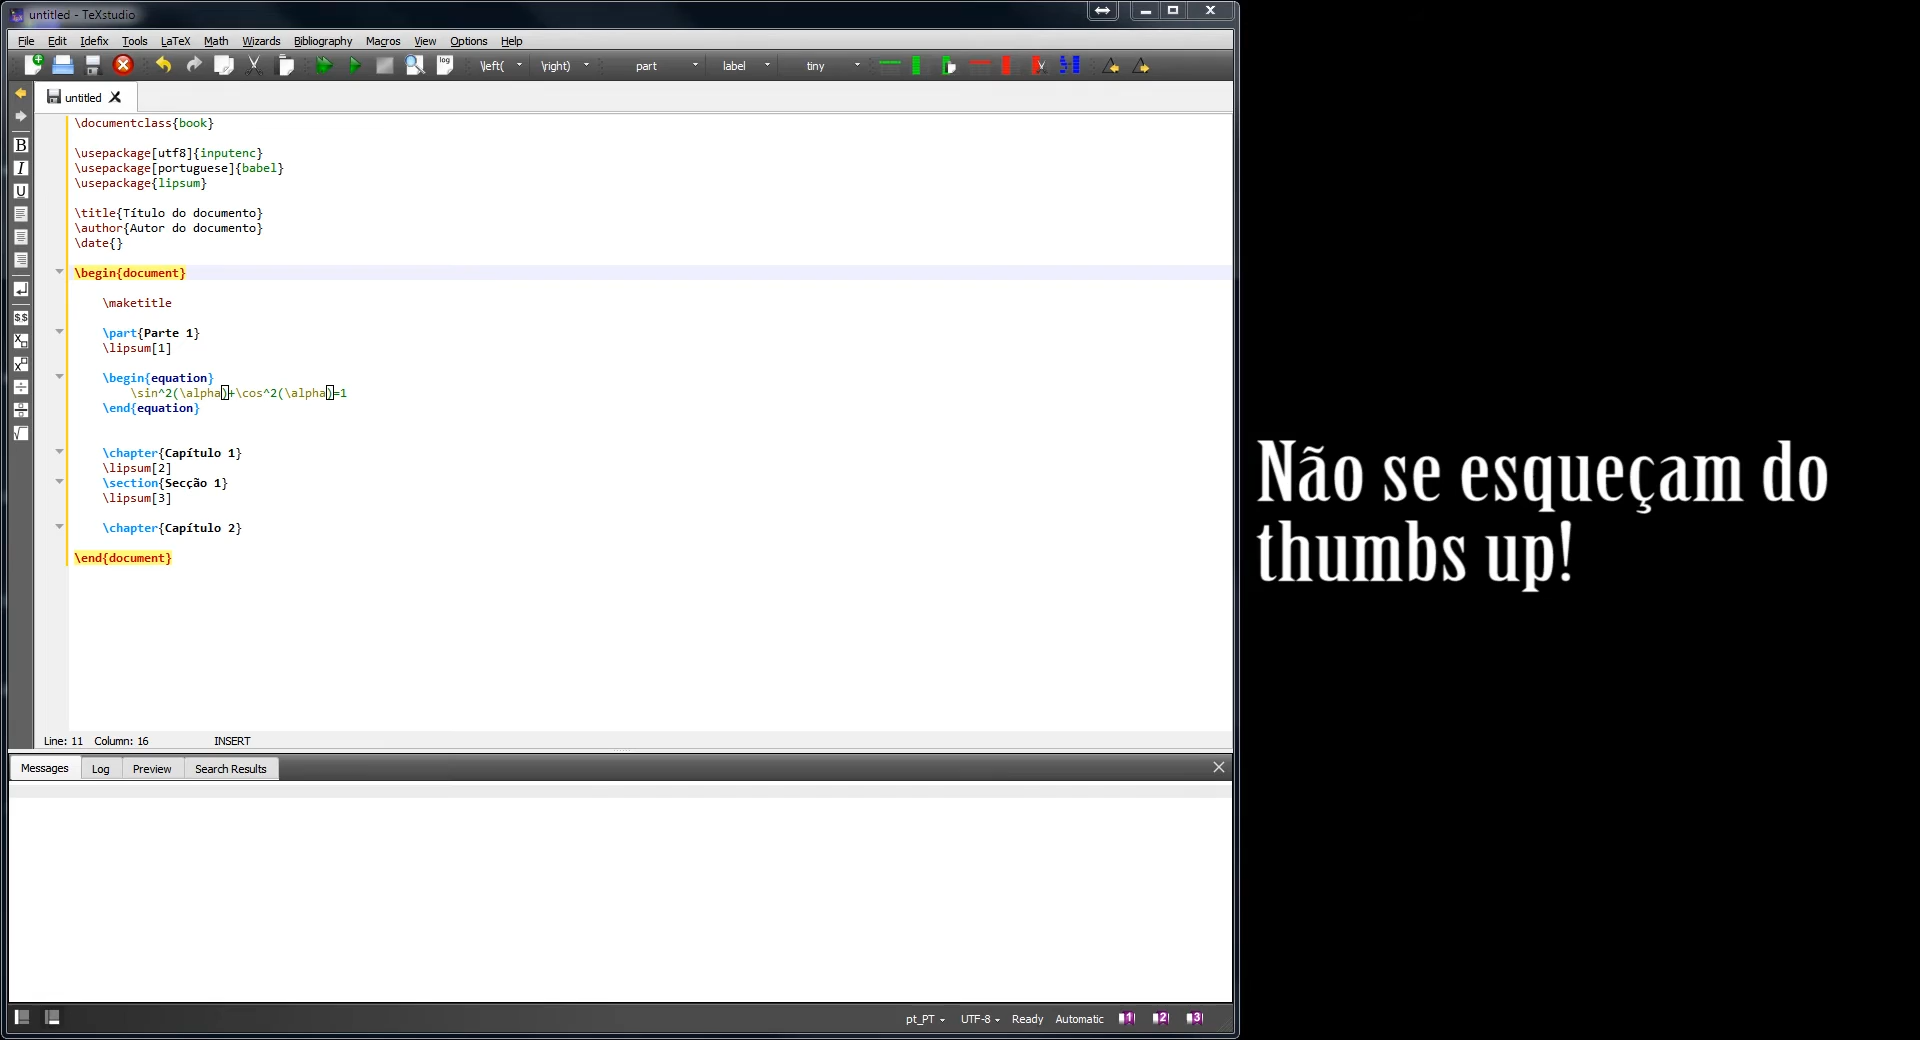 untitled - TeXstudio
File Edit Idefix Tools LaTeX Math Wizards Bibliography Macros View Options Help
log \left( \right) part label tiny
untitled
\documentclass{book}
\usepackage[utf8]{inputenc}
\usepackage[portuguese]{babel}
\usepackage{lipsum}
\title{Título do documento}
\author{Autor do documento}
\date{}
\begin{document}
\maketitle
\part{Parte 1}
\lipsum[1]
\begin{equation}
\sin^2(\alpha)+\cos^2(\alpha)=1
\end{equation}
\chapter{Capítulo 1}
\lipsum[2]
\section{Secção 1}
\lipsum[3]
\chapter{Capítulo 2}
\end{document}
Line: 11 Column: 16 INSERT
Messages Log Preview Search Results
pt_PT UTF-8 Ready Automatic 1 2 3
Não se esqueçam do
thumbs up!